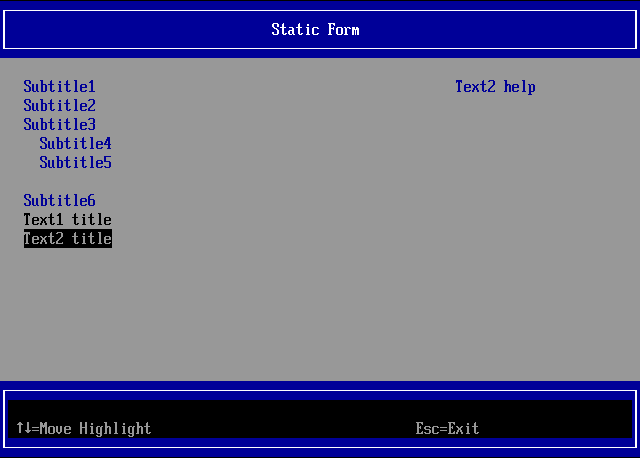 Static Form
Subtitle1 Text2 help
Subtitle2
Subtitle3
Subtitle4
Subtitle5
Subtitle6
Text1 title
Text2 title
↑↓=Move Highlight Esc=Exit